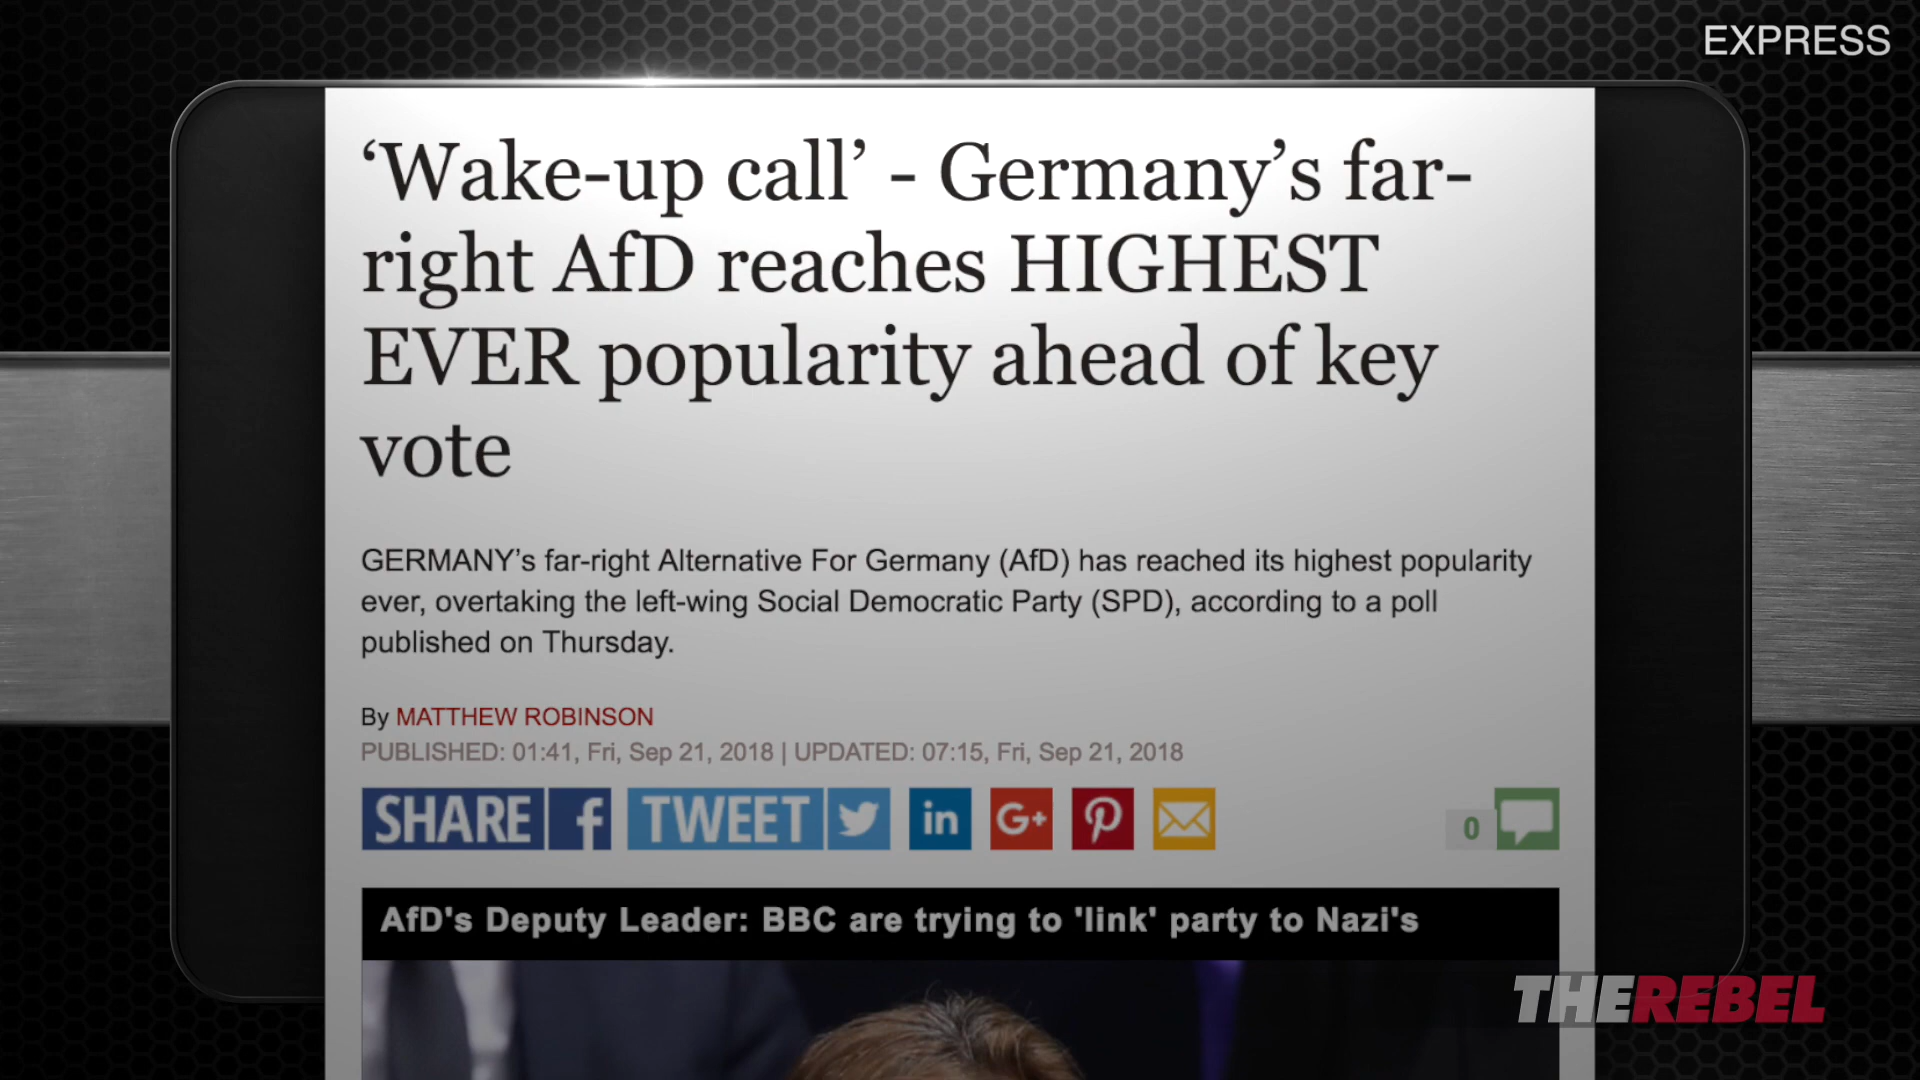 EXPRESS
‘Wake-up call’ - Germany’s far-
right AfD reaches HIGHEST
EVER popularity ahead of key
vote
GERMANY’s far-right Alternative For Germany (AfD) has reached its highest popularity
ever, overtaking the left-wing Social Democratic Party (SPD), according to a poll
published on Thursday.
By MATTHEW ROBINSON
PUBLISHED: 01:41, Fri, Sep 21, 2018 | UPDATED: 07:15, Fri, Sep 21, 2018
SHARE f TWEET in G+ 0
AfD's Deputy Leader: BBC are trying to 'link' party to Nazi's
THEREBEL